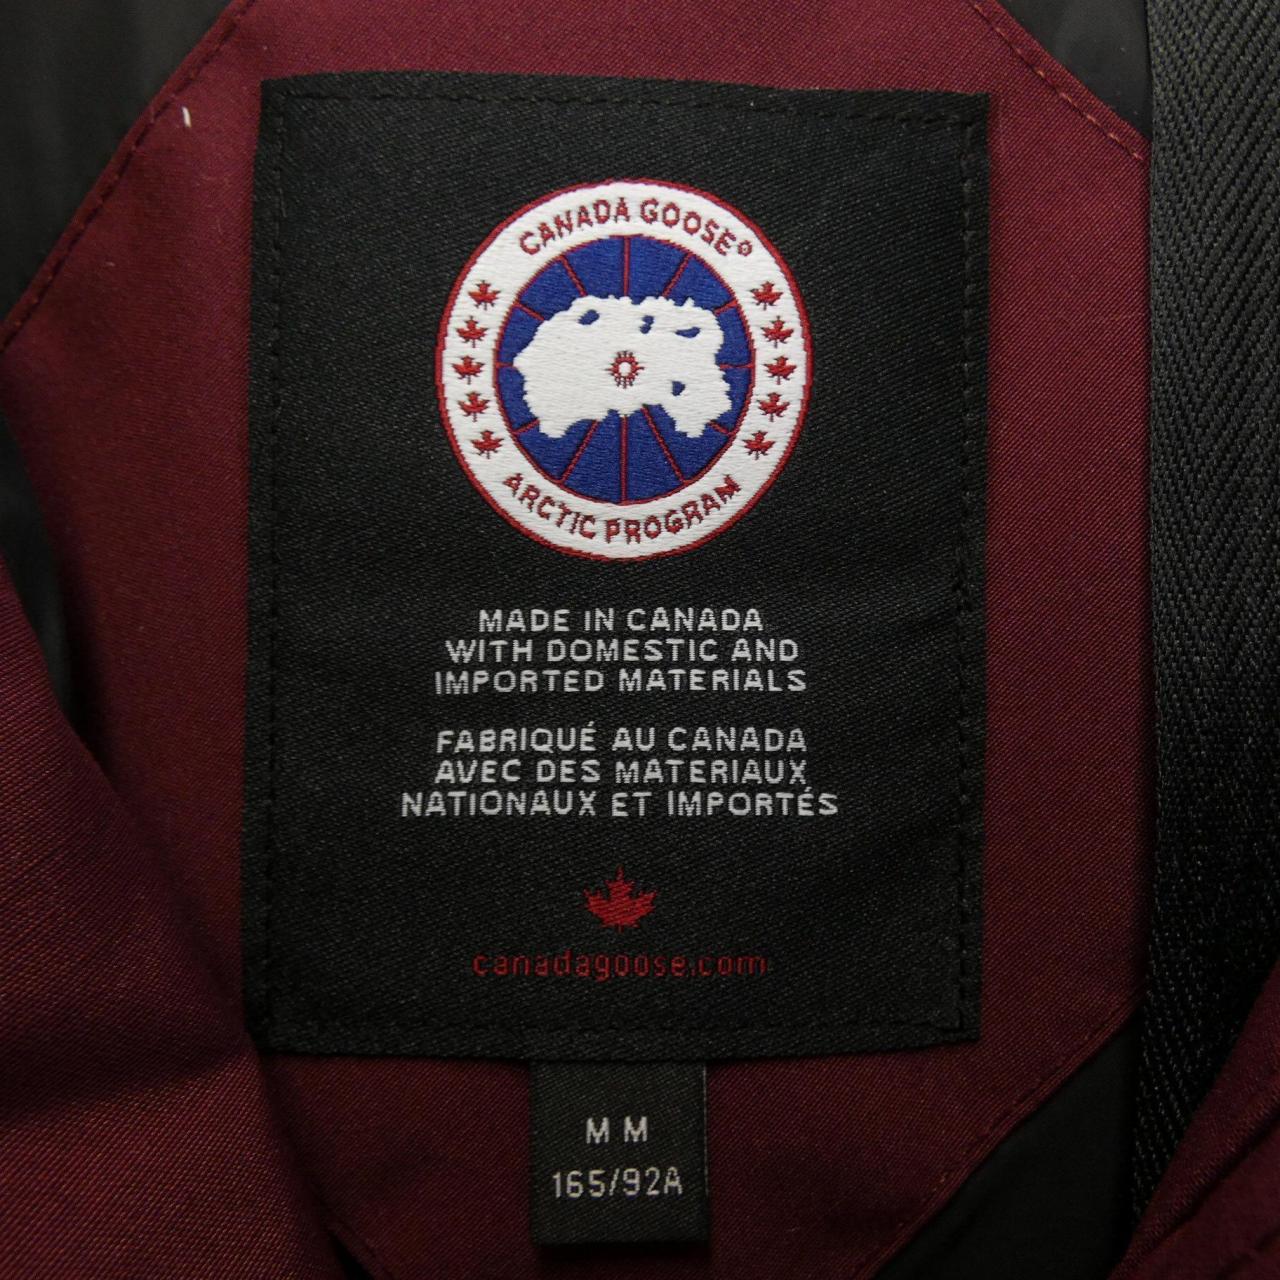 CANADA GOOSE®
ARCTIC PROGRAM
MADE IN CANADA
WITH DOMESTIC AND
IMPORTED MATERIALS
FABRIQUÉ AU CANADA
AVEC DES MATERIAUX
NATIONAUX ET IMPORTÉS
canadagoose.com
M M
165/92A